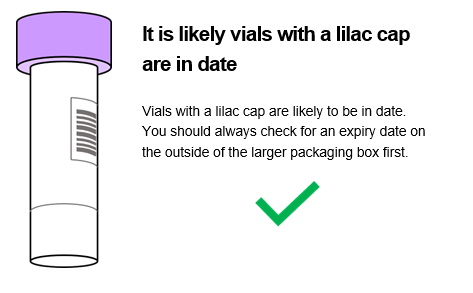 It is likely vials with a lilac cap
are in date
Vials with a lilac cap are likely to be in date.
You should always check for an expiry date on
the outside of the larger packaging box first.